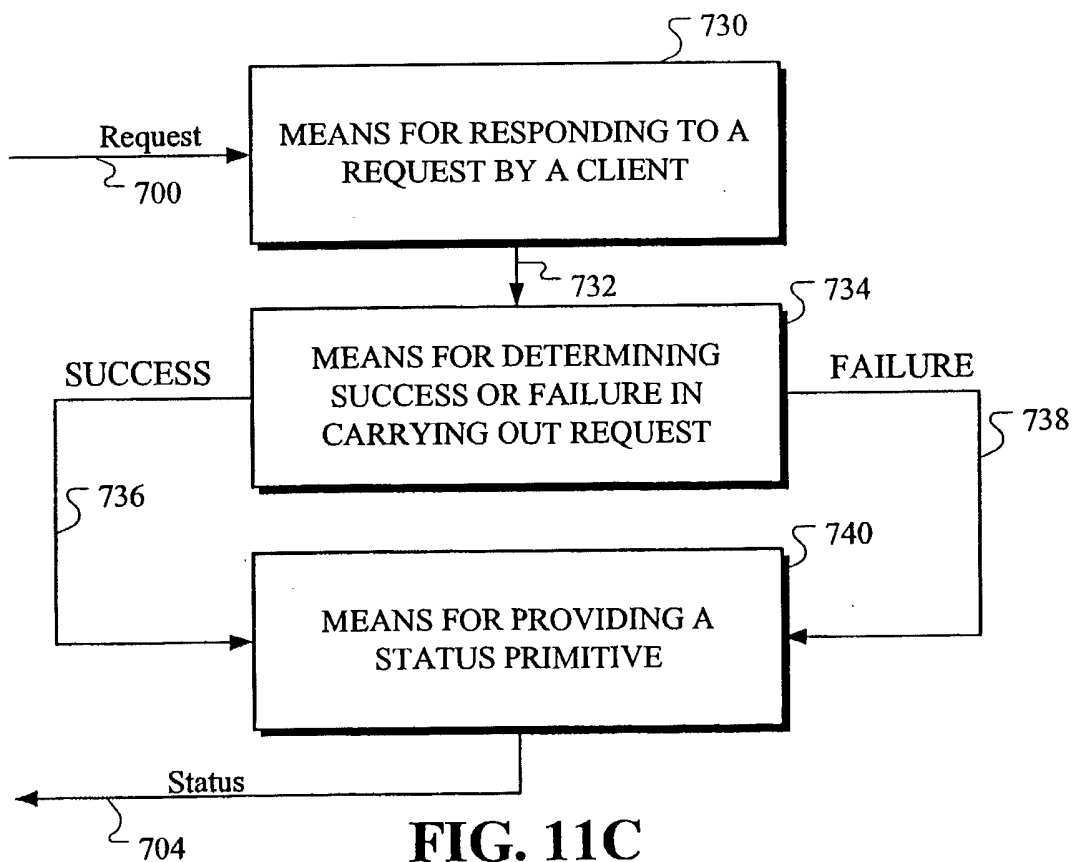 730
MEANS FOR RESPONDING TO A
REQUEST BY A CLIENT
Request
700
732
734
MEANS FOR DETERMINING
SUCCESS OR FAILURE IN
CARRYING OUT REQUEST
SUCCESS
FAILURE
738
736
740
MEANS FOR PROVIDING A
STATUS PRIMITIVE
Status
704
FIG. 11C